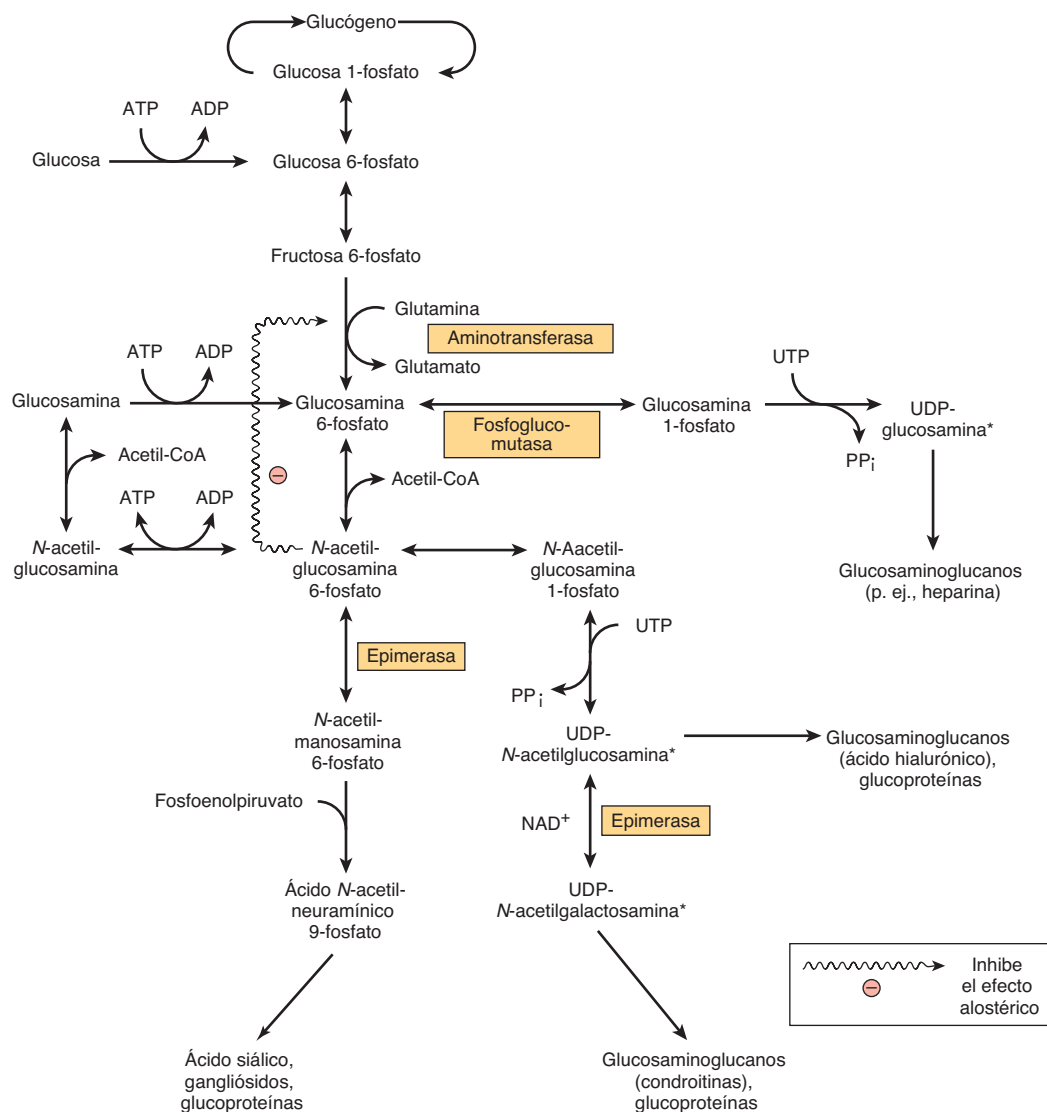 Glucógeno
Glucosa 1-fosfato
ATP
ADP
Glucosa
Glucosa 6-fosfato
Fructosa 6-fosfato
Glutamina
Aminotransferasa
Glutamato
ATP
ADP
UTP
Glucosamina
Glucosamina
6-fosfato
Fosfogluco-
mutasa
Glucosamina
1-fosfato
UDP-
glucosamina*
PPi
Acetil-CoA
Acetil-CoA
ATP
ADP
N-acetil-
glucosamina
N-acetil-
glucosamina
6-fosfato
N-Aacetil-
glucosamina
1-fosfato
Glucosaminoglucanos
(p. ej., heparina)
Epimerasa
UTP
PPi
N-acetil-
manosamina
6-fosfato
UDP-
N-acetilglucosamina*
Glucosaminoglucanos
(ácido hialurónico),
glucoproteínas
Fosfoenolpiruvato
NAD+
Epimerasa
Ácido N-acetil-
neuramínico
9-fosfato
UDP-
N-acetilgalactosamina*
Inhibe
el efecto
alostérico
Ácido siálico,
gangliósidos,
glucoproteínas
Glucosaminoglucanos
(condroitinas),
glucoproteínas